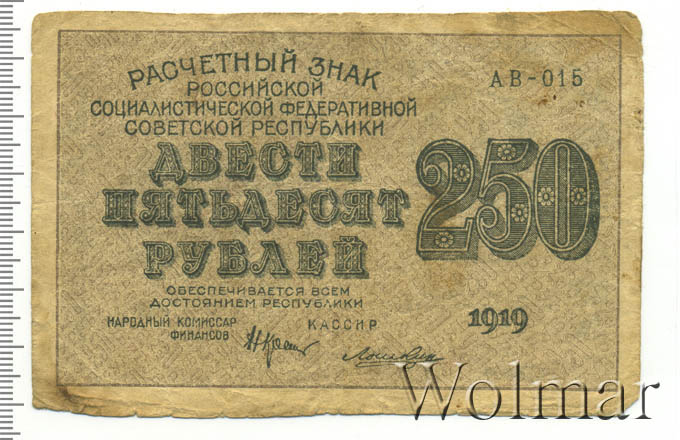 РАСЧЕТНЫЙ ЗНАК
РОССИЙСКОЙ
СОЦИАЛИСТИЧЕСКОЙ ФЕДЕРАТИВНОЙ
СОВЕТСКОЙ РЕСПУБЛИКИ
АВ-015
ДВЕСТИ
ПЯТЬДЕСЯТ
РУБЛЕЙ
250
ОБЕСПЕЧИВАЕТСЯ ВСЕМ
ДОСТОЯНИЕМ РЕСПУБЛИКИ
НАРОДНЫЙ КОМИССАР
ФИНАНСОВ
КАССИР
1919
Wolmar